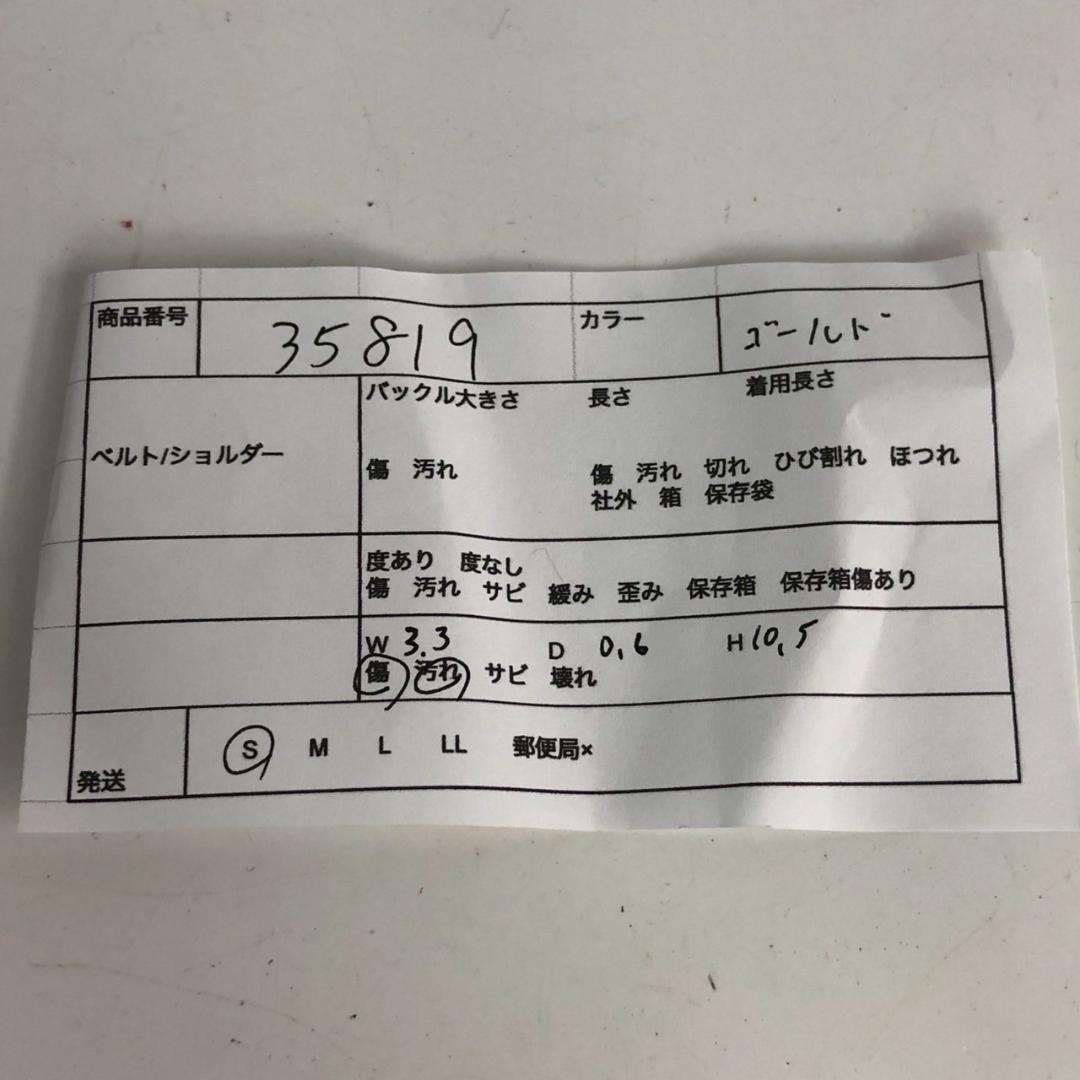 商品番号 35819 カラー ゴールド
バックル大きさ 長さ 着用長さ
ベルト/ショルダー
傷 汚れ 傷 汚れ 切れ ひび割れ ほつれ
社外 箱 保存袋
度あり 度なし
傷 汚れ サビ 緩み 歪み 保存箱 保存箱傷あり
W 3.3 D 0,6 H 10,5
傷 汚れ サビ 壊れ
発送 S M L LL 郵便局×